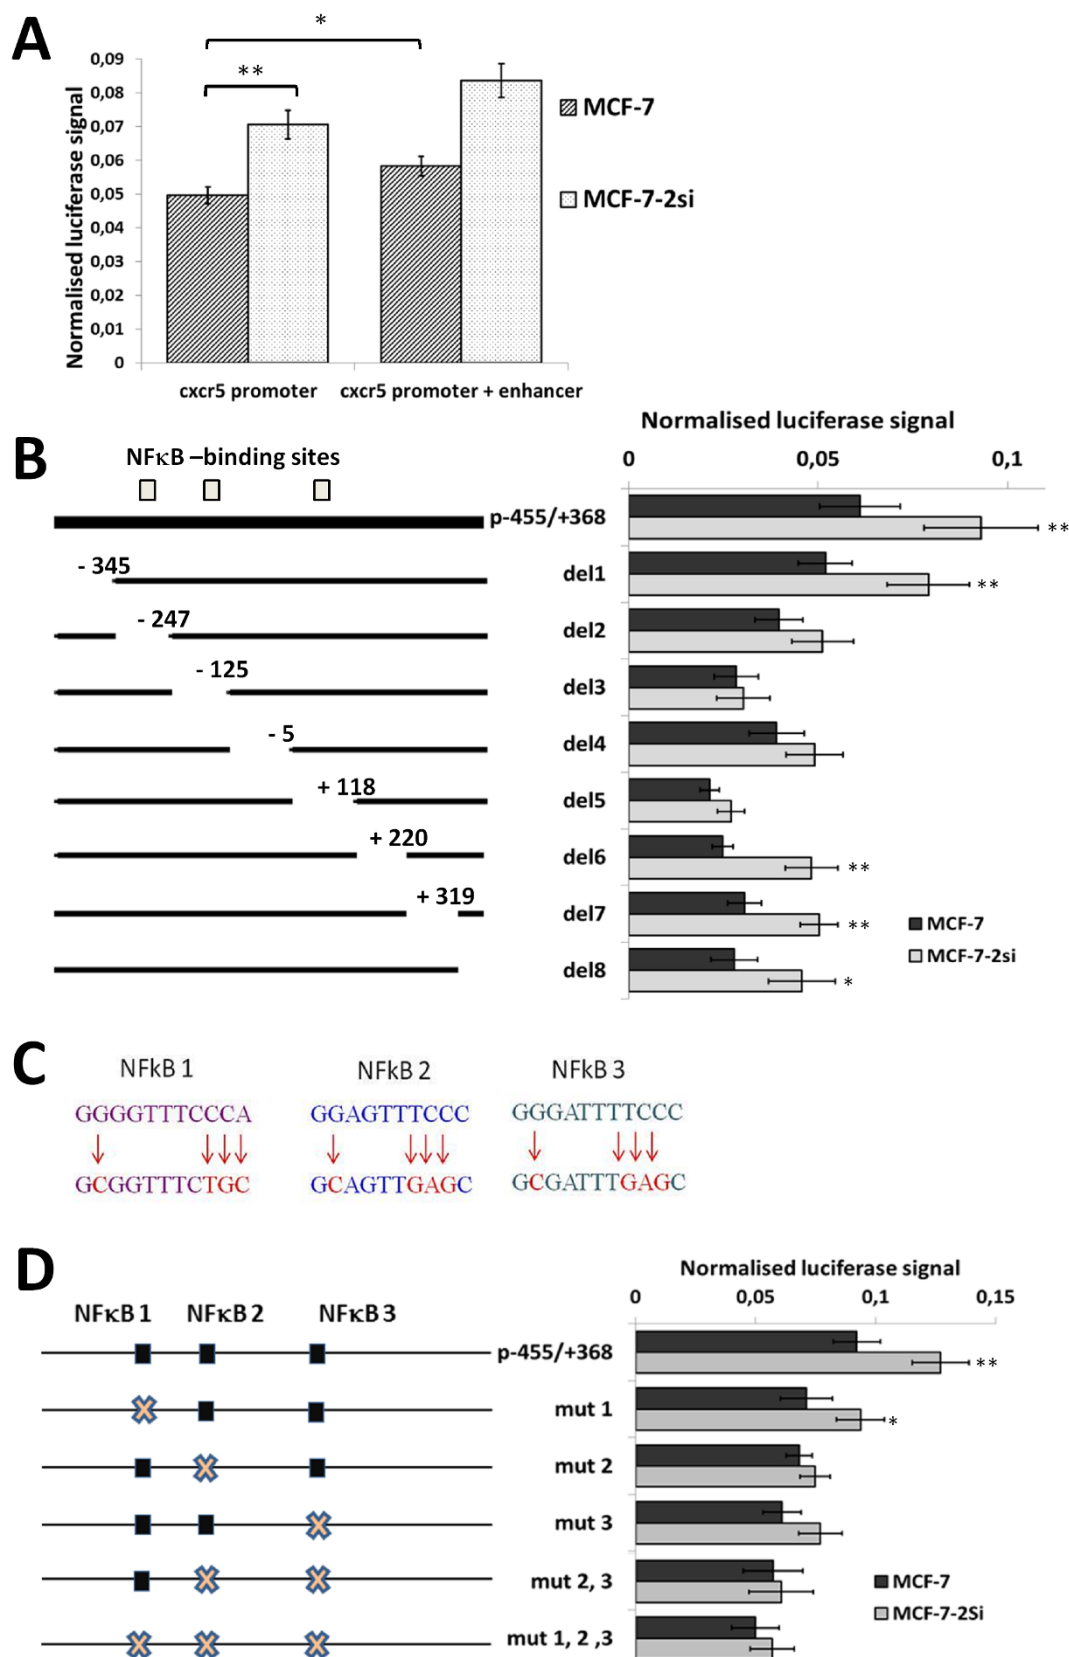 A
*
**
Normalised luciferase signal
0,09
0,08
0,07
0,06
0,05
0,04
0,03
0,02
0,01
0
cxcr5 promoter
cxcr5 promoter + enhancer
MCF-7
MCF-7-2si
B
NFκB –binding sites
Normalised luciferase signal
0 0,05 0,1
p-455/+368
**
- 345
del1
**
- 247
del2
- 125
del3
- 5
del4
+ 118
del5
+ 220
del6
**
+ 319
del7
**
del8
*
MCF-7
MCF-7-2si
C
NFkB 1 NFkB 2 NFkB 3
GGGGTTTCCCA GGAGTTTCCC GGGATTTTCCC
GCGGTTTCTGC GCAGTTGAGC GCGATTTGAGC
D
Normalised luciferase signal
0 0,05 0,1 0,15
NFκB 1 NFκB 2 NFκB 3
p-455/+368
**
mut 1
*
mut 2
mut 3
mut 2, 3
mut 1, 2 ,3
MCF-7
MCF-7-2Si